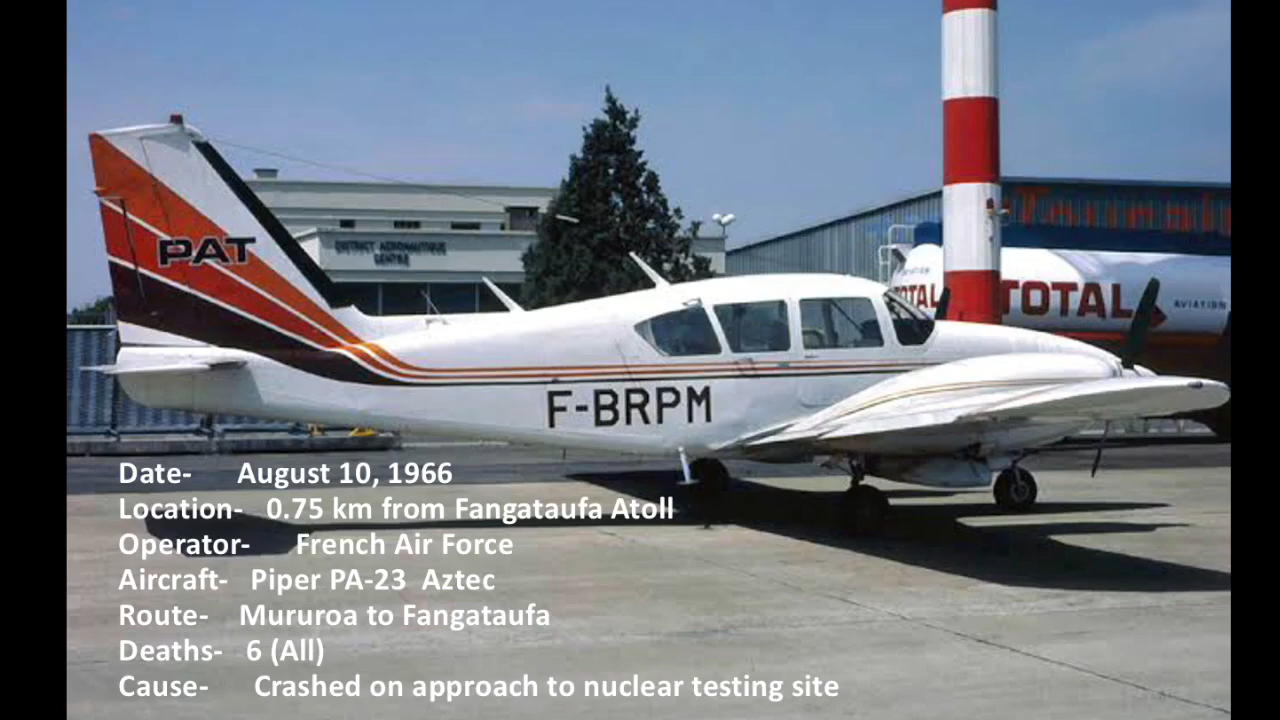 PAT
DISTRICT AERONAUTIQUE
CENTRE
TOTAL
TOTAL
AVIATION
F-BRPM
Date- August 10, 1966
Location- 0.75 km from Fangataufa Atoll
Operator- French Air Force
Aircraft- Piper PA-23 Aztec
Route- Mururoa to Fangataufa
Deaths- 6 (All)
Cause- Crashed on approach to nuclear testing site